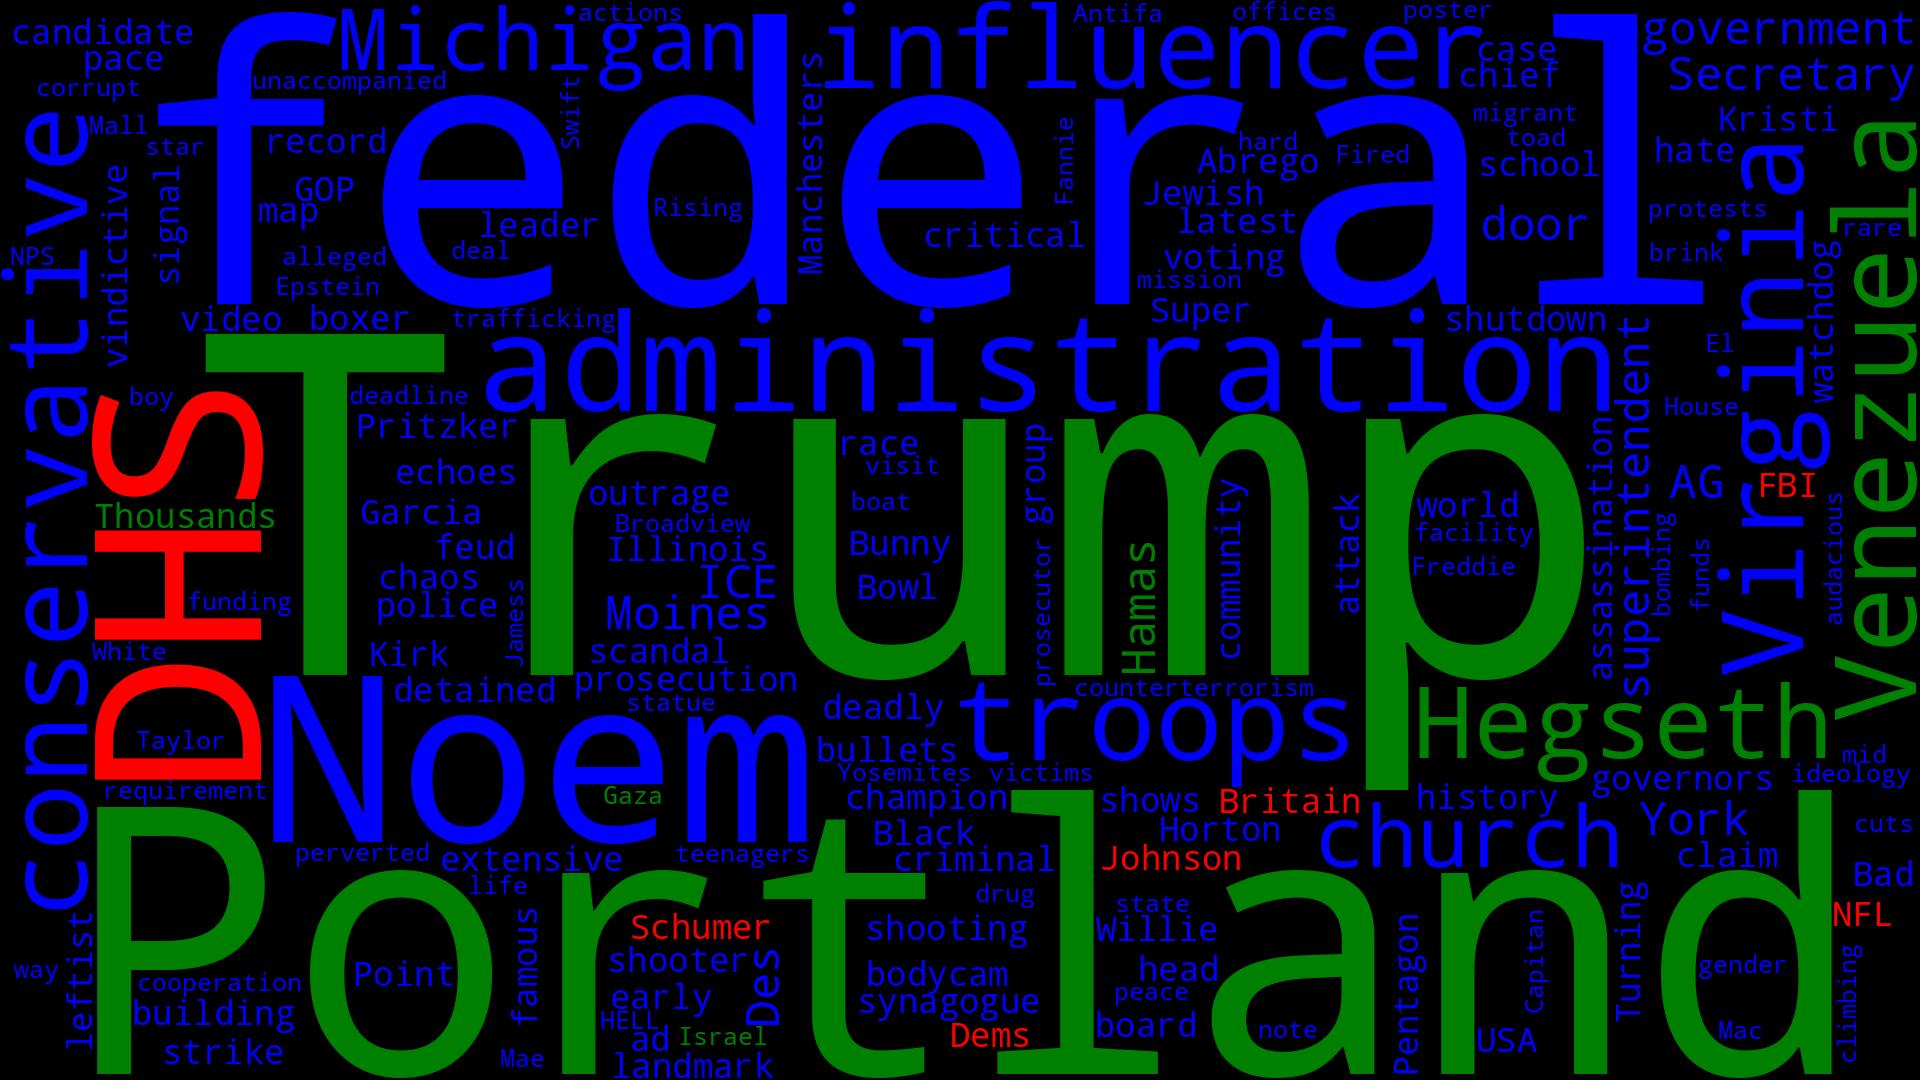 candidate
pace
corrupt
Mall
star
Michigan
actions
unaccompanied
Swift
Manchesters
influencer
Antifa
offices
poster
case
chief
government
Secretary
federal
conservative
NPS
vindictive
signal
record
GOP
map
leader
deal
alleged
Epstein
Rising
critical
Fannie
hard
Abrego
Fired
Jewish
latest
voting
mission
Super
migrant
toad
school
door
Kristi
hate
protests
brink
Virginia
Venezuela
rare
watchdog
video
boxer
trafficking
administration
shutdown
El
House
superintendent
boy
DHS
Thousands
funding
White
Trump
deadline
Pritzker
echoes
Garcia
feud
chaos
police
Kirk
Jamess
outrage
Broadview
Illinois
ICE
Moines
scandal
prosecution
race
visit
boat
Bunny
Bowl
prosecutor
group
Hamas
community
attack
world
facility
Freddie
assassination
bombing
funds
AG
FBI
audacious
Taylor
requirement
Noem
detained
statue
Gaza
deadly
bullets
troops
counterterrorism
Hegseth
mid
ideology
governors
Yosemites
victims
champion
shows
Britain
history
Black
Horton
church
York
criminal
Johnson
claim
cuts
Bad
NFL
perverted
extensive
teenagers
life
Portland
leftist
way
cooperation
building
strike
Point
famous
Mae
Schumer
shooter
early
HELL
ad
Israel
landmark
Des
drug
shooting
bodycam
synagogue
Dems
state
Willie
head
peace
board
note
Pentagon
USA
Capitan
Turning
gender
Mac
climbing